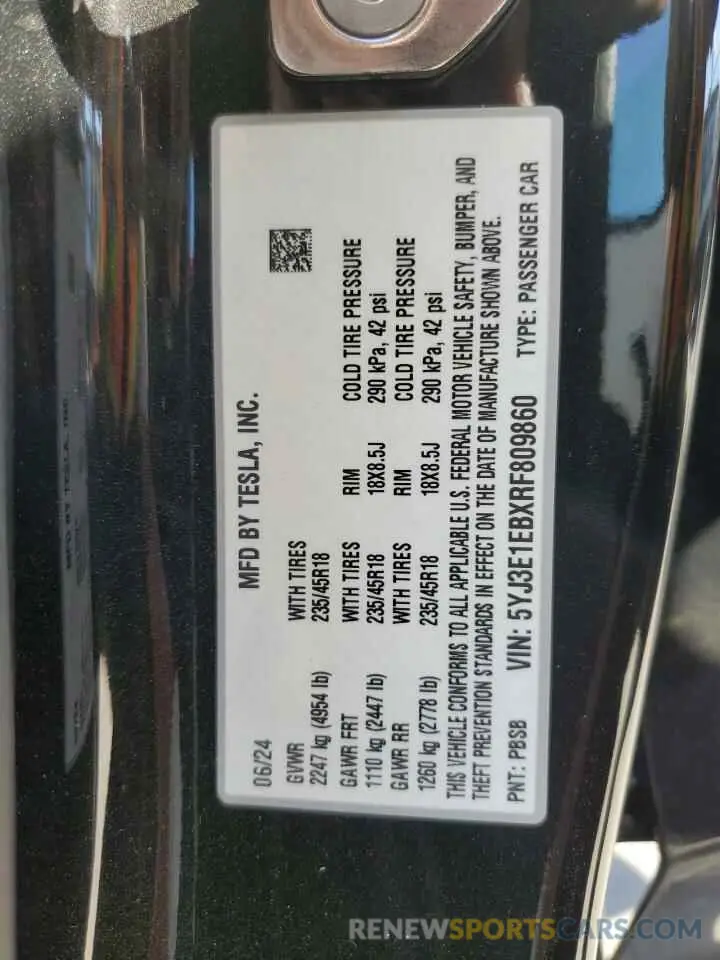 MFD BY TESLA, INC.
06/24
GVWR WITH TIRES
2247 kg (4954 lb) 235/45R18
GAWR FRT WITH TIRES RIM COLD TIRE PRESSURE
1110 kg (2447 lb) 235/45R18 18X8.5J 290 kPa, 42 psi
GAWR RR WITH TIRES RIM COLD TIRE PRESSURE
1260 kg (2778 lb) 235/45R18 18X8.5J 290 kPa, 42 psi
THIS VEHICLE CONFORMS TO ALL APPLICABLE U.S. FEDERAL MOTOR VEHICLE SAFETY, BUMPER, AND
THEFT PREVENTION STANDARDS IN EFFECT ON THE DATE OF MANUFACTURE SHOWN ABOVE.
PNT: PBSB VIN: 5YJ3E1EBXRF809860 TYPE: PASSENGER CAR
RENEWSPORTSCARS.COM